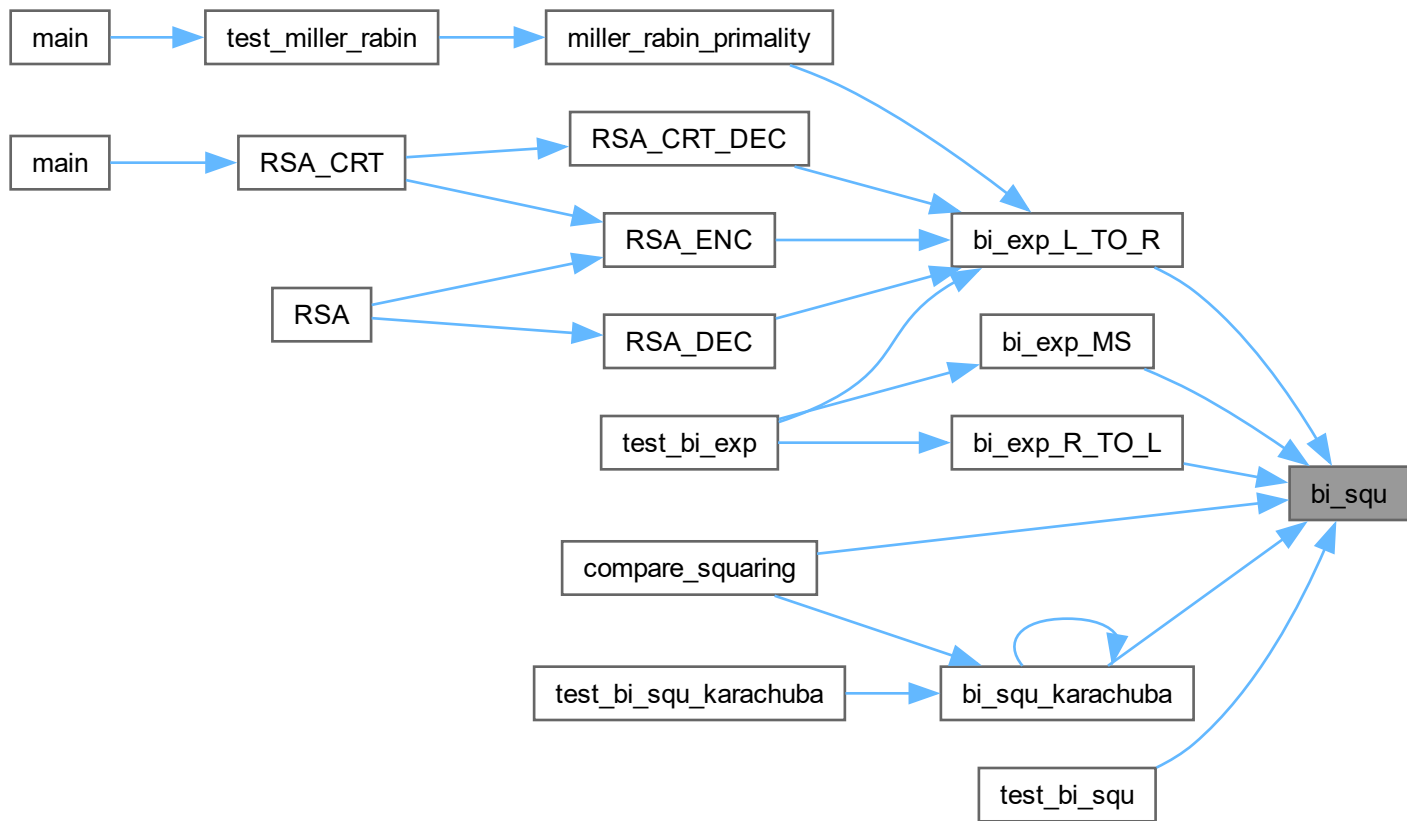 main
test_miller_rabin
miller_rabin_primality
main
RSA_CRT
RSA_CRT_DEC
RSA_ENC
bi_exp_L_TO_R
RSA
RSA_DEC
bi_exp_MS
test_bi_exp
bi_exp_R_TO_L
bi_squ
compare_squaring
test_bi_squ_karachuba
bi_squ_karachuba
test_bi_squ